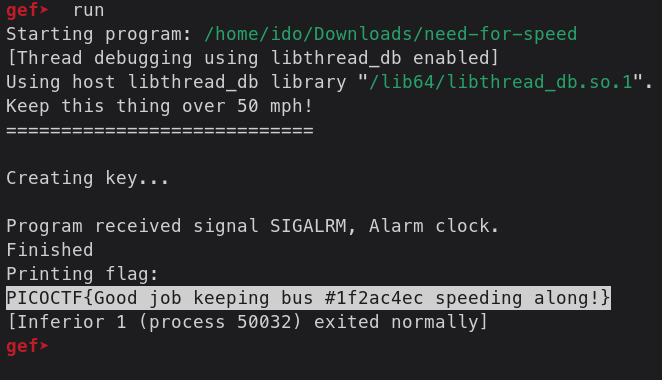 gef➤  run
Starting program: /home/ido/Downloads/need-for-speed
[Thread debugging using libthread_db enabled]
Using host libthread_db library "/lib64/libthread_db.so.1".
Keep this thing over 50 mph!
============================
Creating key...
Program received signal SIGALRM, Alarm clock.
Finished
Printing flag:
PICOCTF{Good job keeping bus #1f2ac4ec speeding along!}
[Inferior 1 (process 50032) exited normally]
gef➤